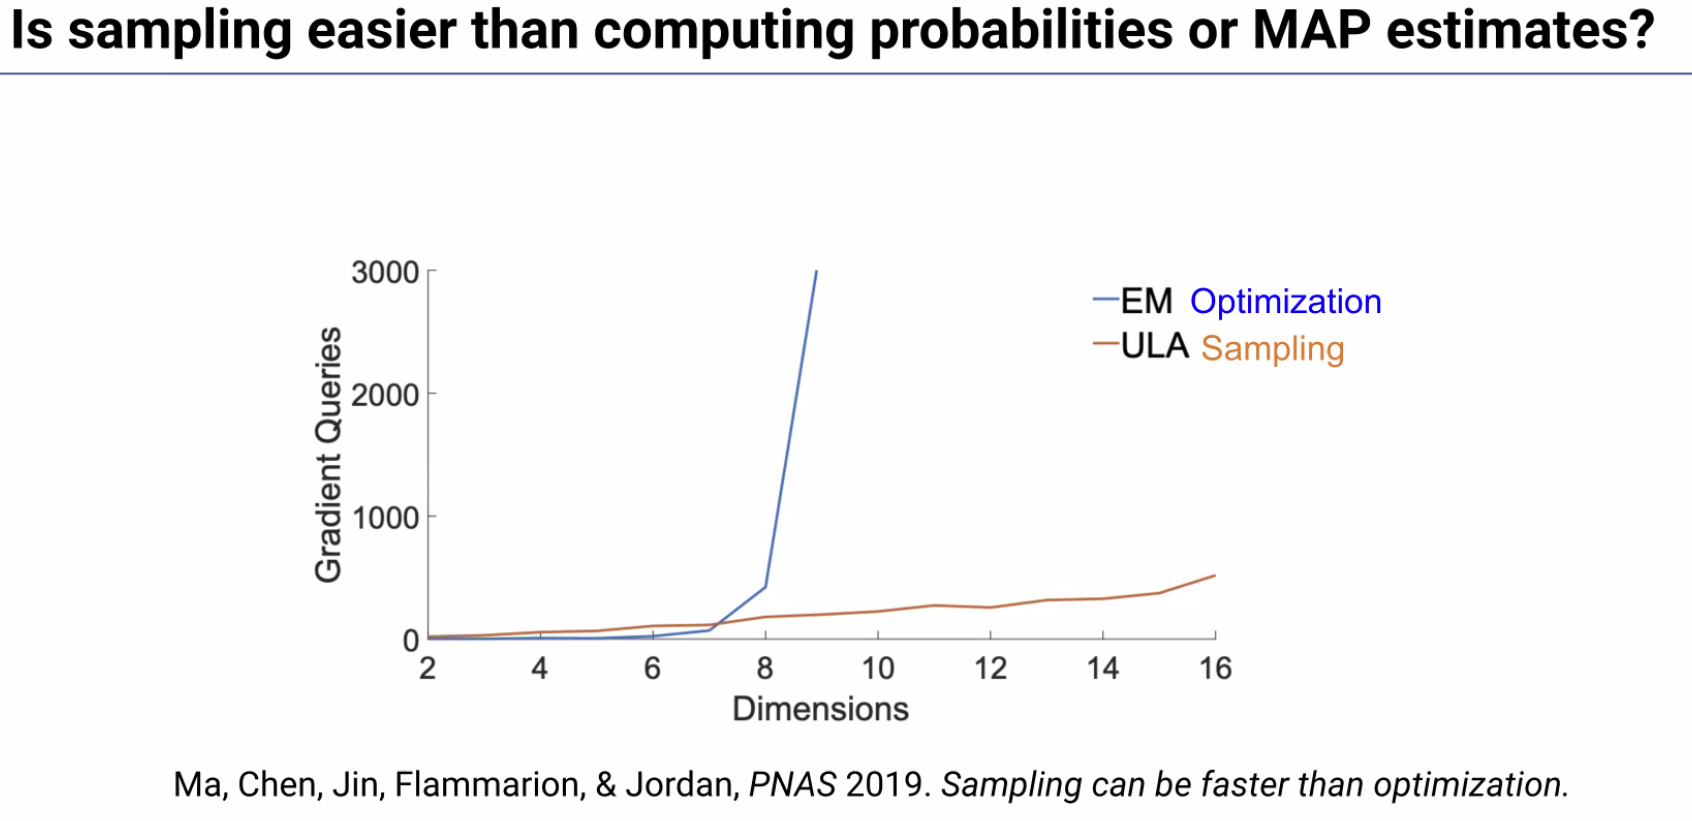 Is sampling easier than computing probabilities or MAP estimates?
3000
2000
1000
0
Gradient Queries
2 4 6 8 10 12 14 16
Dimensions
EM Optimization
ULA Sampling
Ma, Chen, Jin, Flammarion, & Jordan, PNAS 2019. Sampling can be faster than optimization.